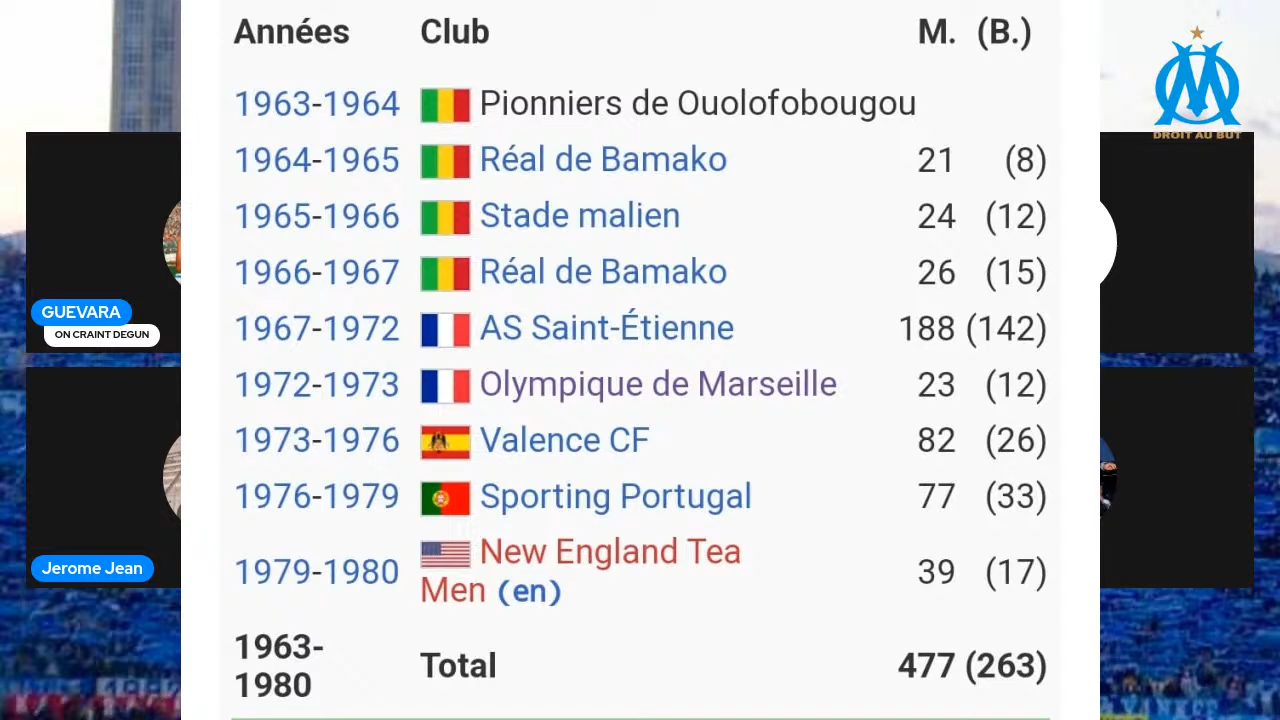 Années Club M. (B.)
1963-1964 Pionniers de Ouolofobougou
1964-1965 Réal de Bamako 21 (8)
1965-1966 Stade malien 24 (12)
1966-1967 Réal de Bamako 26 (15)
1967-1972 AS Saint-Étienne 188 (142)
1972-1973 Olympique de Marseille 23 (12)
1973-1976 Valence CF 82 (26)
1976-1979 Sporting Portugal 77 (33)
1979-1980 New England Tea Men (en) 39 (17)
1963-1980 Total 477 (263)
DROIT AU BUT
GUEVARA
ON CRAINT DEGUN
Jerome Jean